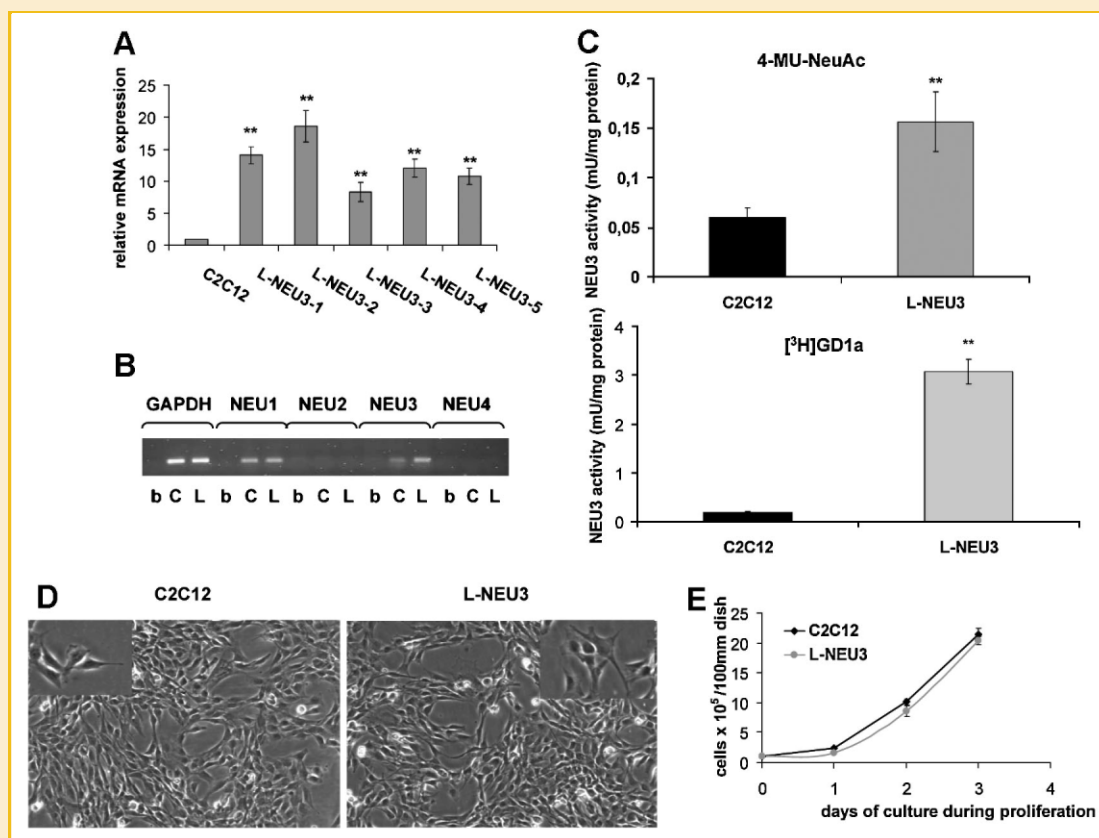 A
relative mRNA expression
25
20
15
10
5
0
**
**
**
**
**
C2C12
L-NEU3-1
L-NEU3-2
L-NEU3-3
L-NEU3-4
L-NEU3-5
B
GAPDH NEU1 NEU2 NEU3 NEU4
b C L b C L b C L b C L b C L
C
4-MU-NeuAc
NEU3 activity (mU/mg protein)
0,2
0,15
0,1
0,05
0
**
C2C12 L-NEU3
[³H]GD1a
NEU3 activity (mU/mg protein)
4
3
2
1
0
**
C2C12 L-NEU3
D
C2C12 L-NEU3
E
cells x 10⁵/100mm dish
25
20
15
10
5
0
C2C12
L-NEU3
0 1 2 3 4
days of culture during proliferation